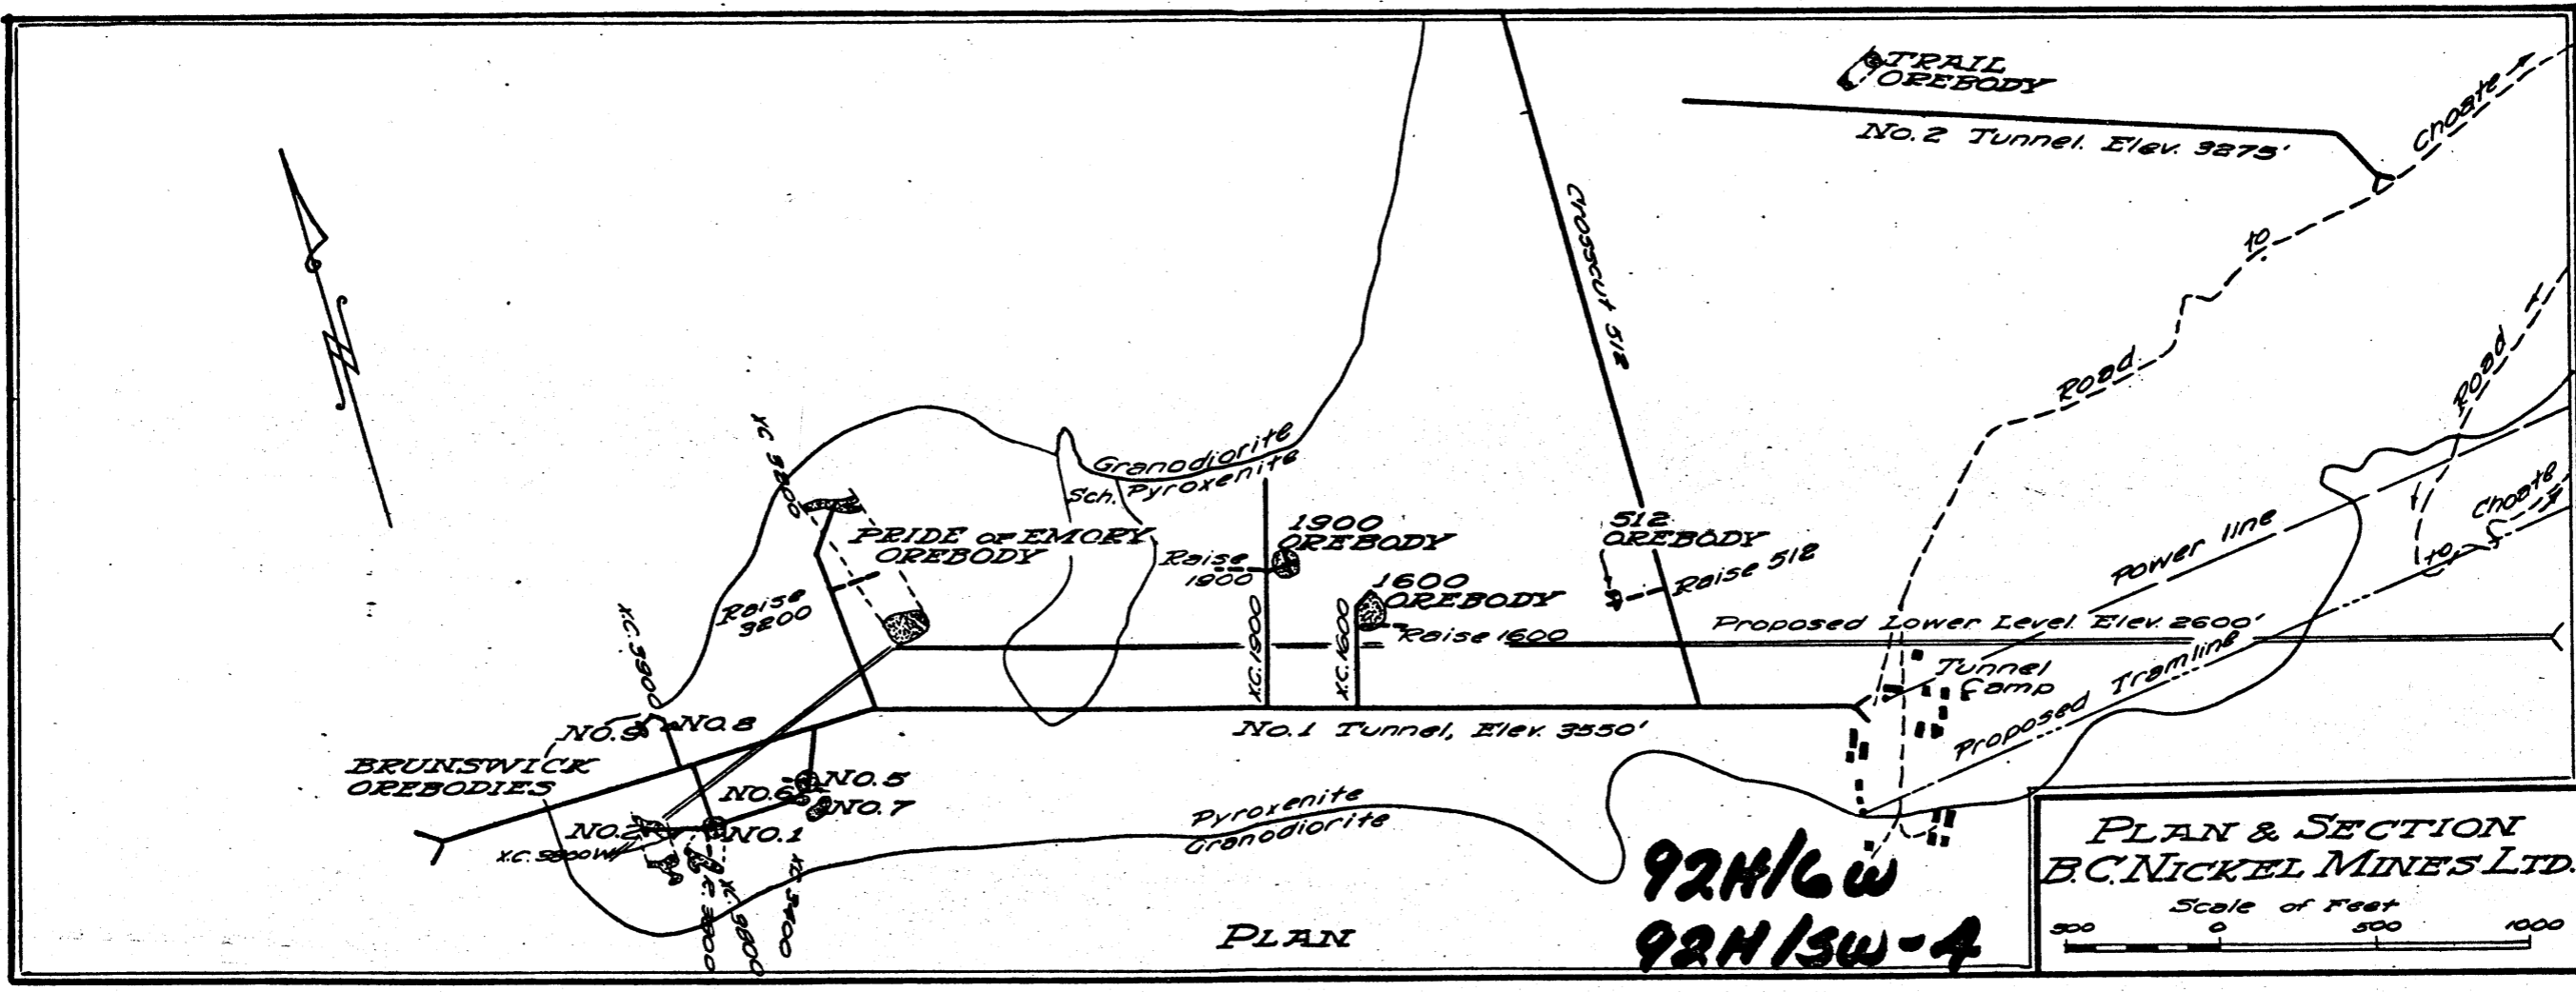 TRAIL
OREBODY
No. 2 Tunnel. Elev. 3275'
Choate
to
Road
Road
Crosscut 512
XC 3200
Granodiorite
Sch. Pyroxenite
PRIDE OF EMORY
OREBODY
Raise
3200
1900
OREBODY
Raise
1900
1600
OREBODY
Raise 1600
X.C. 1900
X.C. 1600
512
OREBODY
Raise 512
Power line
Choate
to
Proposed Lower Level. Elev. 2600'
Tunnel
Camp
Proposed Tramline
No. 1 Tunnel, Elev. 3550'
X.C. 3900
NO. 9
NO. 8
BRUNSWICK
OREBODIES
NO. 6
NO. 5
NO. 7
NO. 2
NO. 1
X.C. 3800 W
XC 3400
Pyroxenite
Granodiorite
PLAN
92H/6W
92H/SW-4
PLAN & SECTION
B.C. NICKEL MINES LTD.
Scale of Feet
500 0 500 1000